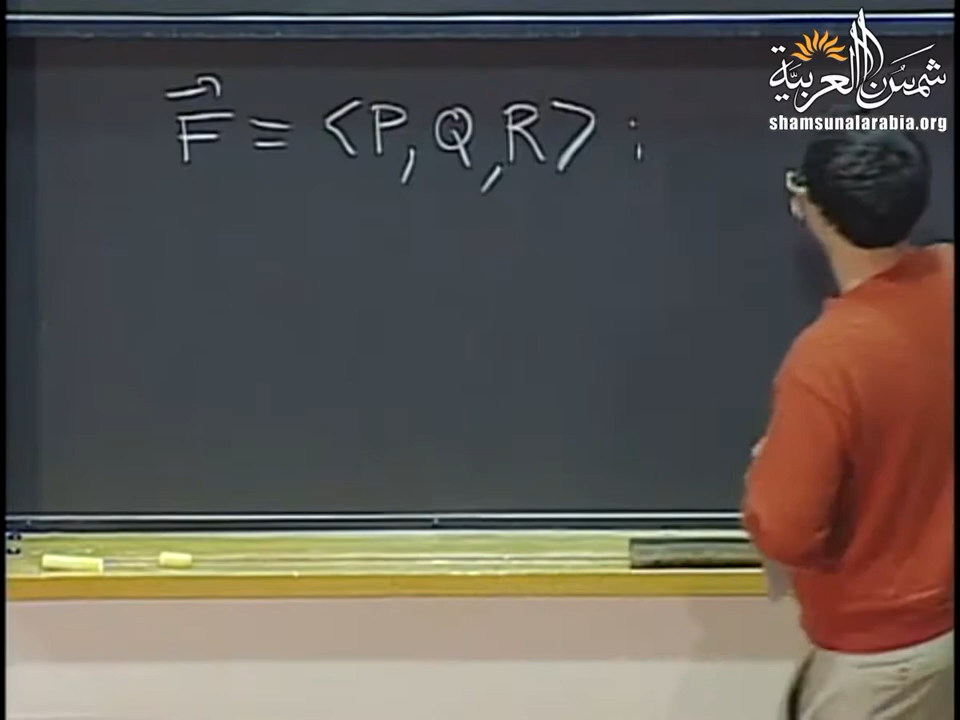 شمس العربية
shamsunalarabia.org
F⃗ = <P, Q, R> ;